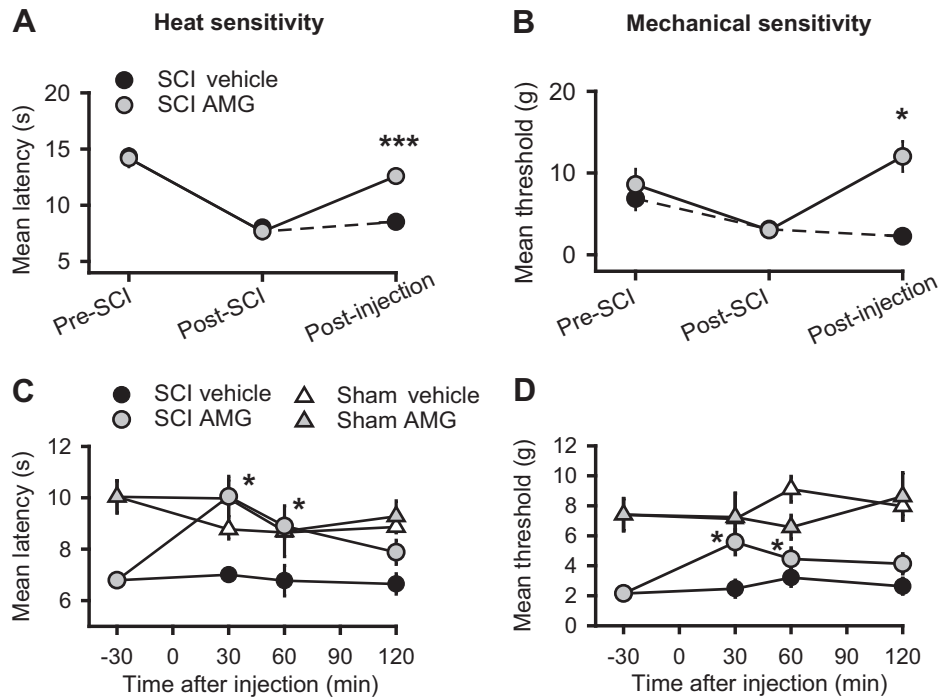 A
Heat sensitivity
B
Mechanical sensitivity
SCI vehicle
SCI AMG
Mean latency (s)
20
15
10
5
***
Pre-SCI
Post-SCI
Post-injection
Mean threshold (g)
20
10
0
*
Pre-SCI
Post-SCI
Post-injection
C
SCI vehicle
SCI AMG
Sham vehicle
Sham AMG
D
Mean latency (s)
12
10
8
6
*
*
-30 0 30 60 90 120
Time after injection (min)
Mean threshold (g)
12
10
8
6
4
2
0
*
*
-30 0 30 60 90 120
Time after injection (min)